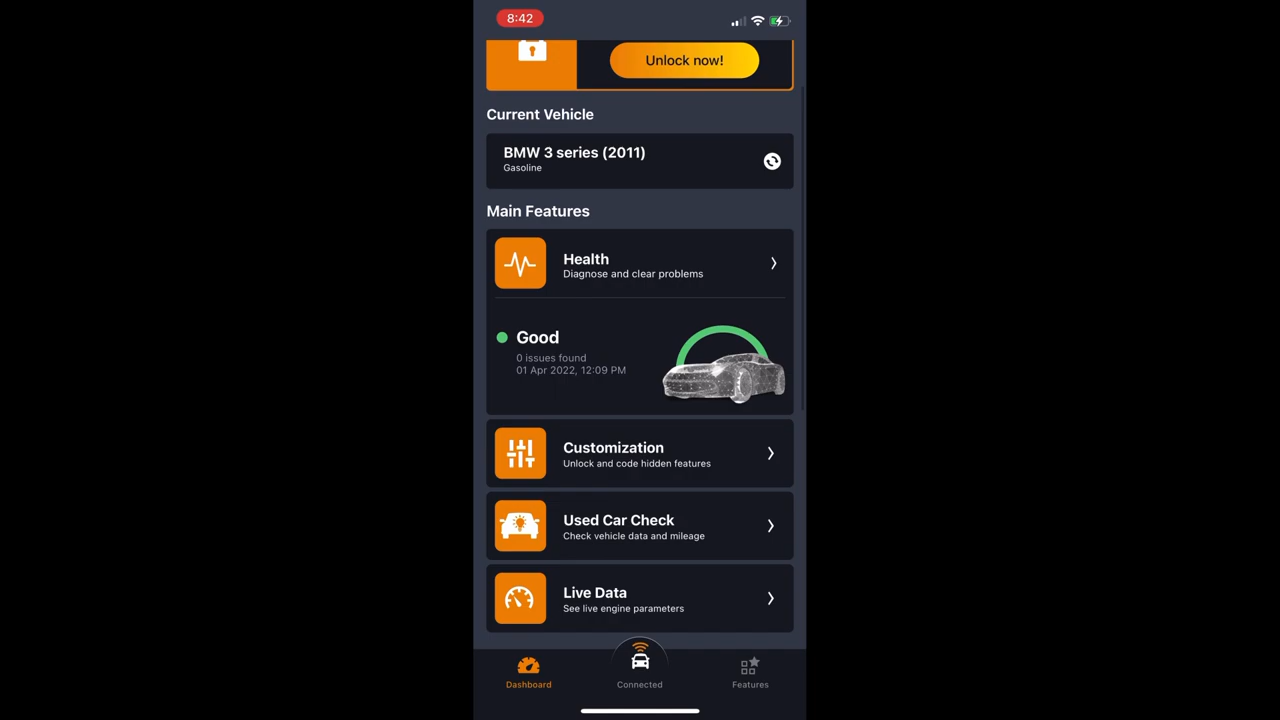 8:42
Unlock now!
Current Vehicle
BMW 3 series (2011)
Gasoline
Main Features
Health
Diagnose and clear problems
Good
0 issues found
01 Apr 2022, 12:09 PM
Customization
Unlock and code hidden features
Used Car Check
Check vehicle data and mileage
Live Data
See live engine parameters
Dashboard
Connected
Features